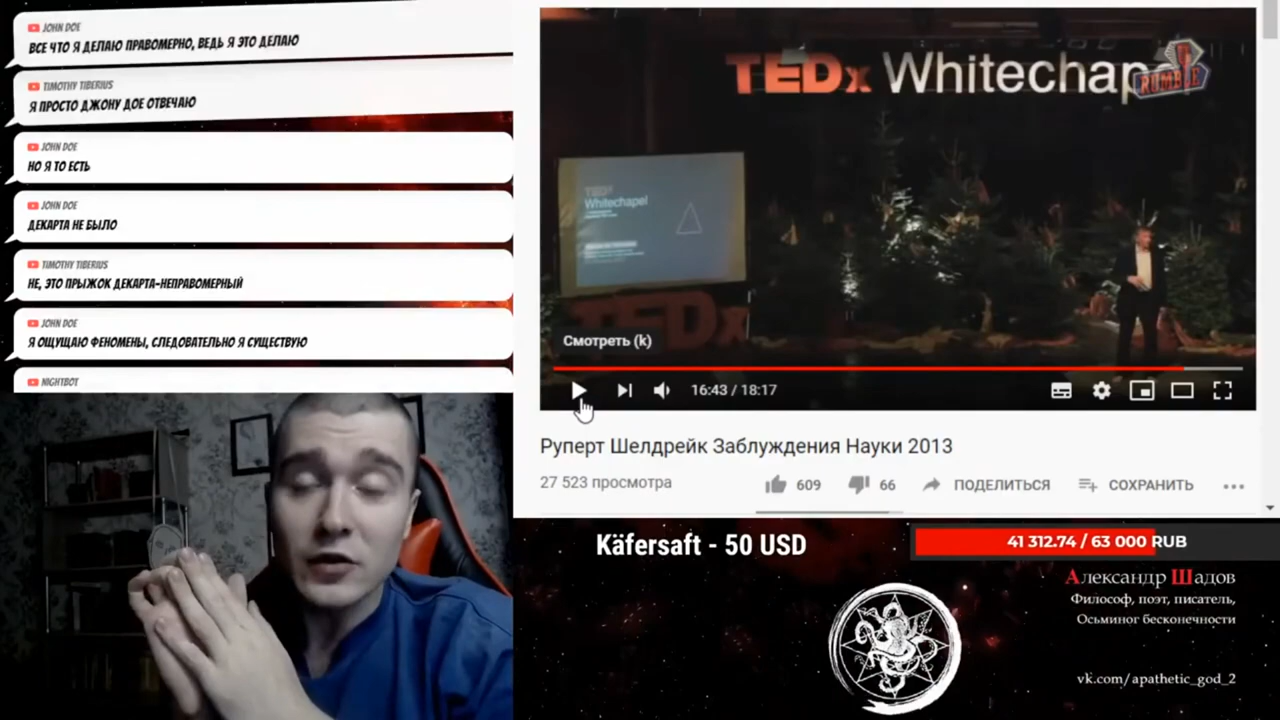 JOHN DOE
ВСЕ ЧТО Я ДЕЛАЮ ПРАВОМЕРНО, ВЕДЬ Я ЭТО ДЕЛАЮ
TIMOTHY TIBERIUS
Я ПРОСТО ДЖОНУ ДОЕ ОТВЕЧАЮ
JOHN DOE
НО Я ТО ЕСТЬ
JOHN DOE
ДЕКАРТА НЕ БЫЛО
TIMOTHY TIBERIUS
НЕ, ЭТО ПРЫЖОК ДЕКАРТА-НЕПРАВОМЕРНЫЙ
JOHN DOE
Я ОЩУЩАЮ ФЕНОМЕНЫ, СЛЕДОВАТЕЛЬНО Я СУЩЕСТВУЮ
NIGHTBOT
TEDx Whitechapel
RUMBLE
TEDx
Whitechapel
TEDx
Смотреть (k)
16:43 / 18:17
Руперт Шелдрейк Заблуждения Науки 2013
27 523 просмотра
609
66
ПОДЕЛИТЬСЯ
СОХРАНИТЬ
Käfersaft - 50 USD
41 312.74 / 63 000 RUB
Александр Шадов
Философ, поэт, писатель,
Осьминог бесконечности
vk.com/apathetic_god_2